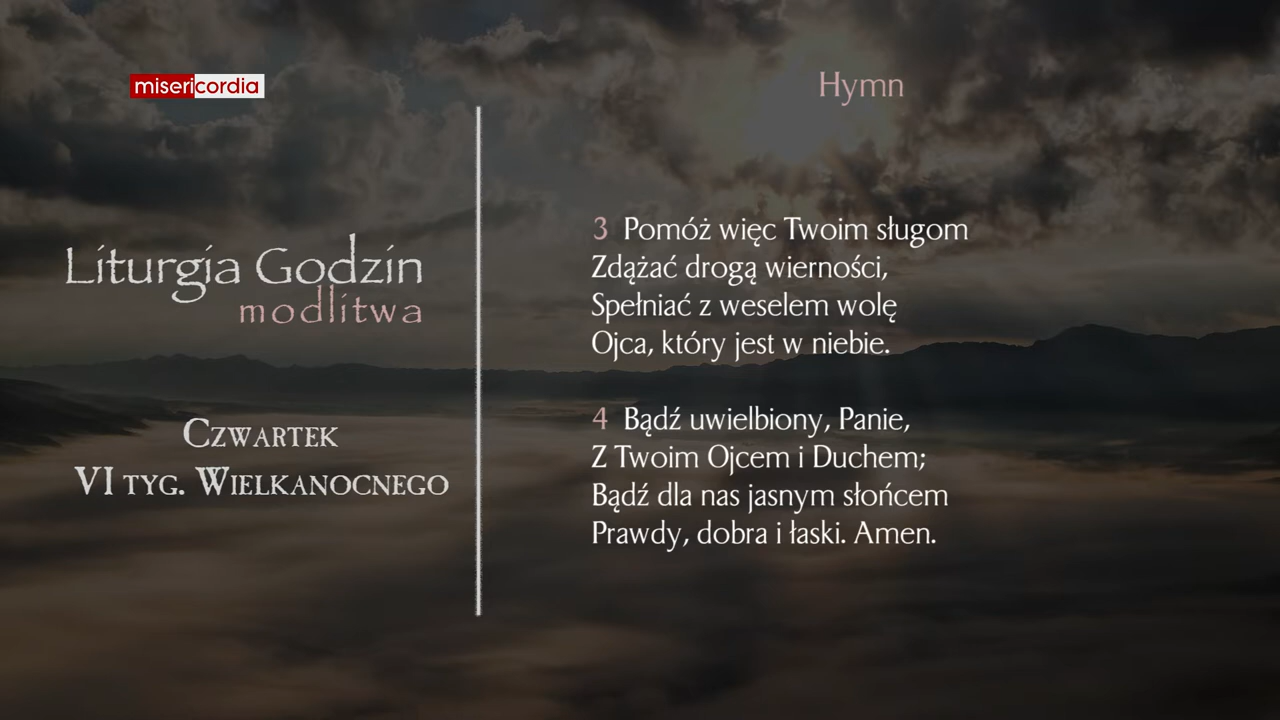 misericordia
Liturgia Godzin
modlitwa
Czwartek
VI tyg. Wielkanocnego
Hymn
3 Pomóż więc Twoim sługom
Zdążać drogą wierności,
Spełniać z weselem wolę
Ojca, który jest w niebie.
4 Bądź uwielbiony, Panie,
Z Twoim Ojcem i Duchem;
Bądź dla nas jasnym słońcem
Prawdy, dobra i łaski. Amen.